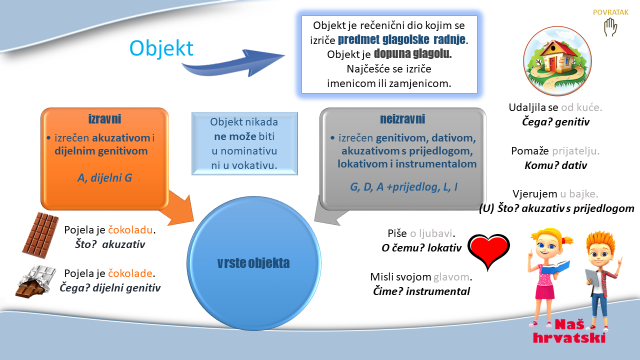 POVRATAK
Objekt
Objekt je rečenični dio kojim se
izriče predmet glagolske radnje.
Objekt je dopuna glagolu.
Najčešće se izriče
imenicom ili zamjenicom.
izravni
• izrečen akuzativom i
dijelnim genitivom
A, dijelni G
Objekt nikada
ne može biti
u nominativu
ni u vokativu.
neizravni
• izrečen genitivom, dativom,
akuzativom s prijedlogom,
lokativom i instrumentalom
G, D, A +prijedlog, L, I
Udaljila se od kuće.
Čega? genitiv
Pomaže prijatelju.
Komu? dativ
Vjerujem u bajke.
(U) Što? akuzativ s prijedlogom
Pojela je čokoladu.
Što? akuzativ
Pojela je čokolade.
Čega? dijelni genitiv
vrste objekta
Piše o ljubavi.
O čemu? lokativ
Misli svojom glavom.
Čime? instrumental
Naš
hrvatski